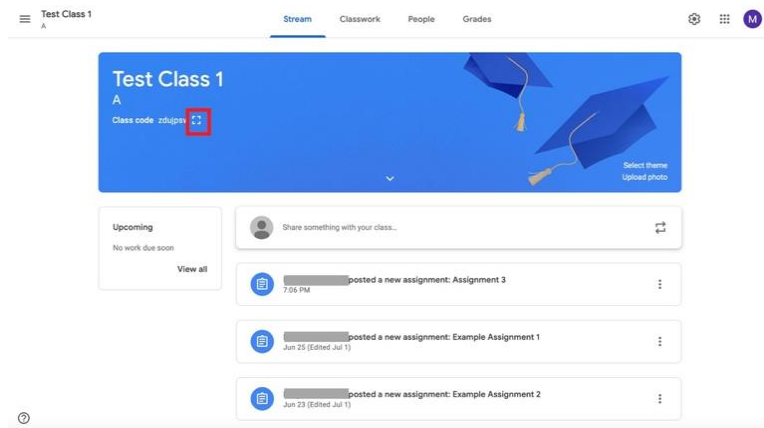 Test Class 1
A
Stream
Classwork
People
Grades
M
Test Class 1
A
Class code
Select theme
Upload photo
Upcoming
No work due soon
View all
Share something with your class...
posted a new assignment: Assignment 3
7:06 PM
posted a new assignment: Example Assignment 1
Jun 25 (Edited Jul 1)
posted a new assignment: Example Assignment 2
Jun 23 (Edited Jul 1)